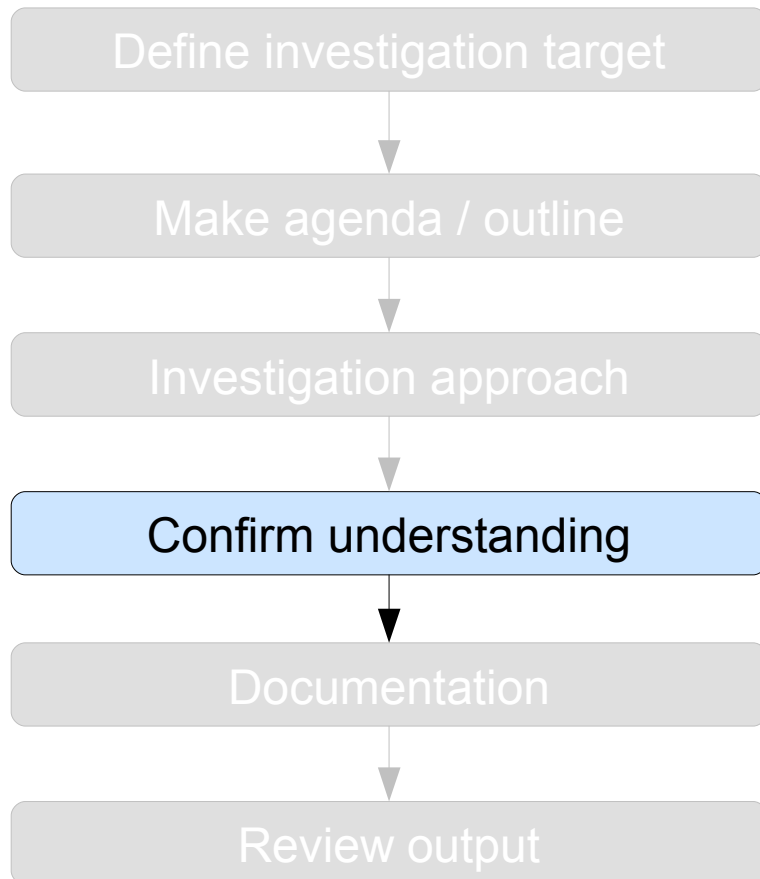 Define investigation target
Make agenda / outline
Investigation approach
Confirm understanding
Documentation
Review output